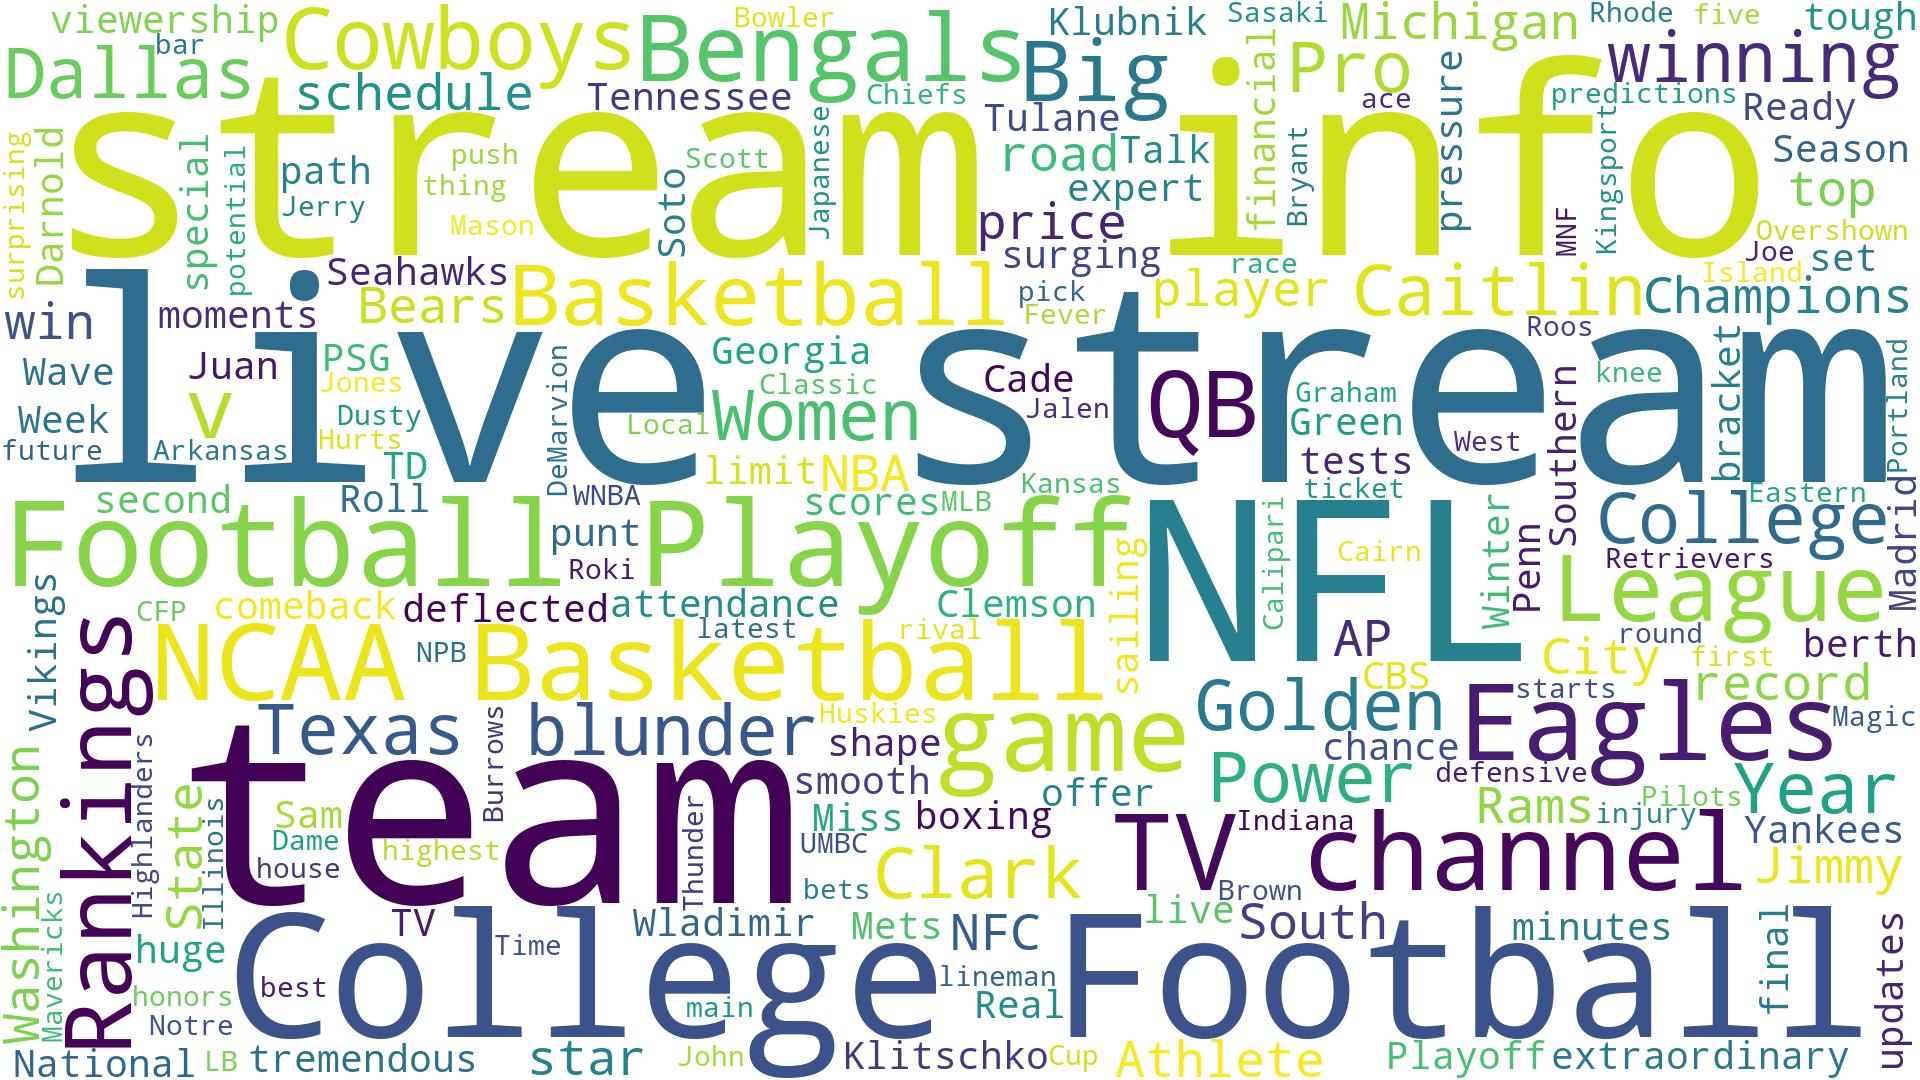 viewership
bar
Dallas
Cowboys
Bengals
Bowler
Klubnik
Sasaki
Michigan
Rhode
five
tough
Big
Pro
winning
schedule
Tennessee
Chiefs
financial
pressure
ace
predictions
Ready
stream info
surprising
Darnold
special
potential
path
Jerry
push
thing
Mason
Soto
Scott
Japanese
Tulane
road
Talk
expert
price
surging
Bryant
MNF
Kingsport
Season
top
Overshown
Joe
set
Island
Seahawks
Bears
Basketball
pick
Fever
race
player
Caitlin
Champions
win
moments
live stream
Wave
Juan
PSG
Jones
Georgia
Classic
Cade
Jalen
QB
Roos
knee
Graham
Green
Portland
bracket
Southern
Week
v
Dusty
Hurts
DeMarvion
Local
Women
West
tests
future
Arkansas
TD
limit
NBA
ticket
second
Roll
WNBA
scores
MLB
Kansas
Eastern
Football Playoff
punt
Roki
NFL
Calipari
Cairn
Winter
Penn
College
Retrievers
Madrid
League
Vikings
CFP
comeback
deflected
attendance
Clemson
sailing
latest
rival
AP
round
berth
Rankings
NCAA Basketball
NPB
CBS
City
first
record
Golden
starts
Eagles
Magic
Texas
blunder
Huskies
shape
game
chance
defensive
Washington
Highlanders
State
Illinois
team
Burrows
smooth
offer
Power
Rams
injury
Pilots
Year
Sam
Dame
house
highest
Thunder
Miss
UMBC
boxing
TV channel
Indiana
Yankees
Jimmy
bets
Clark
Brown
Mavericks
huge
TV
Time
Wladimir
Mets
NFC
live
South
minutes
final
updates
honors
best
College Football
lineman
main
Real
Notre
National
LB
tremendous
star
John
Klitschko
Cup
Athlete
Playoff
extraordinary